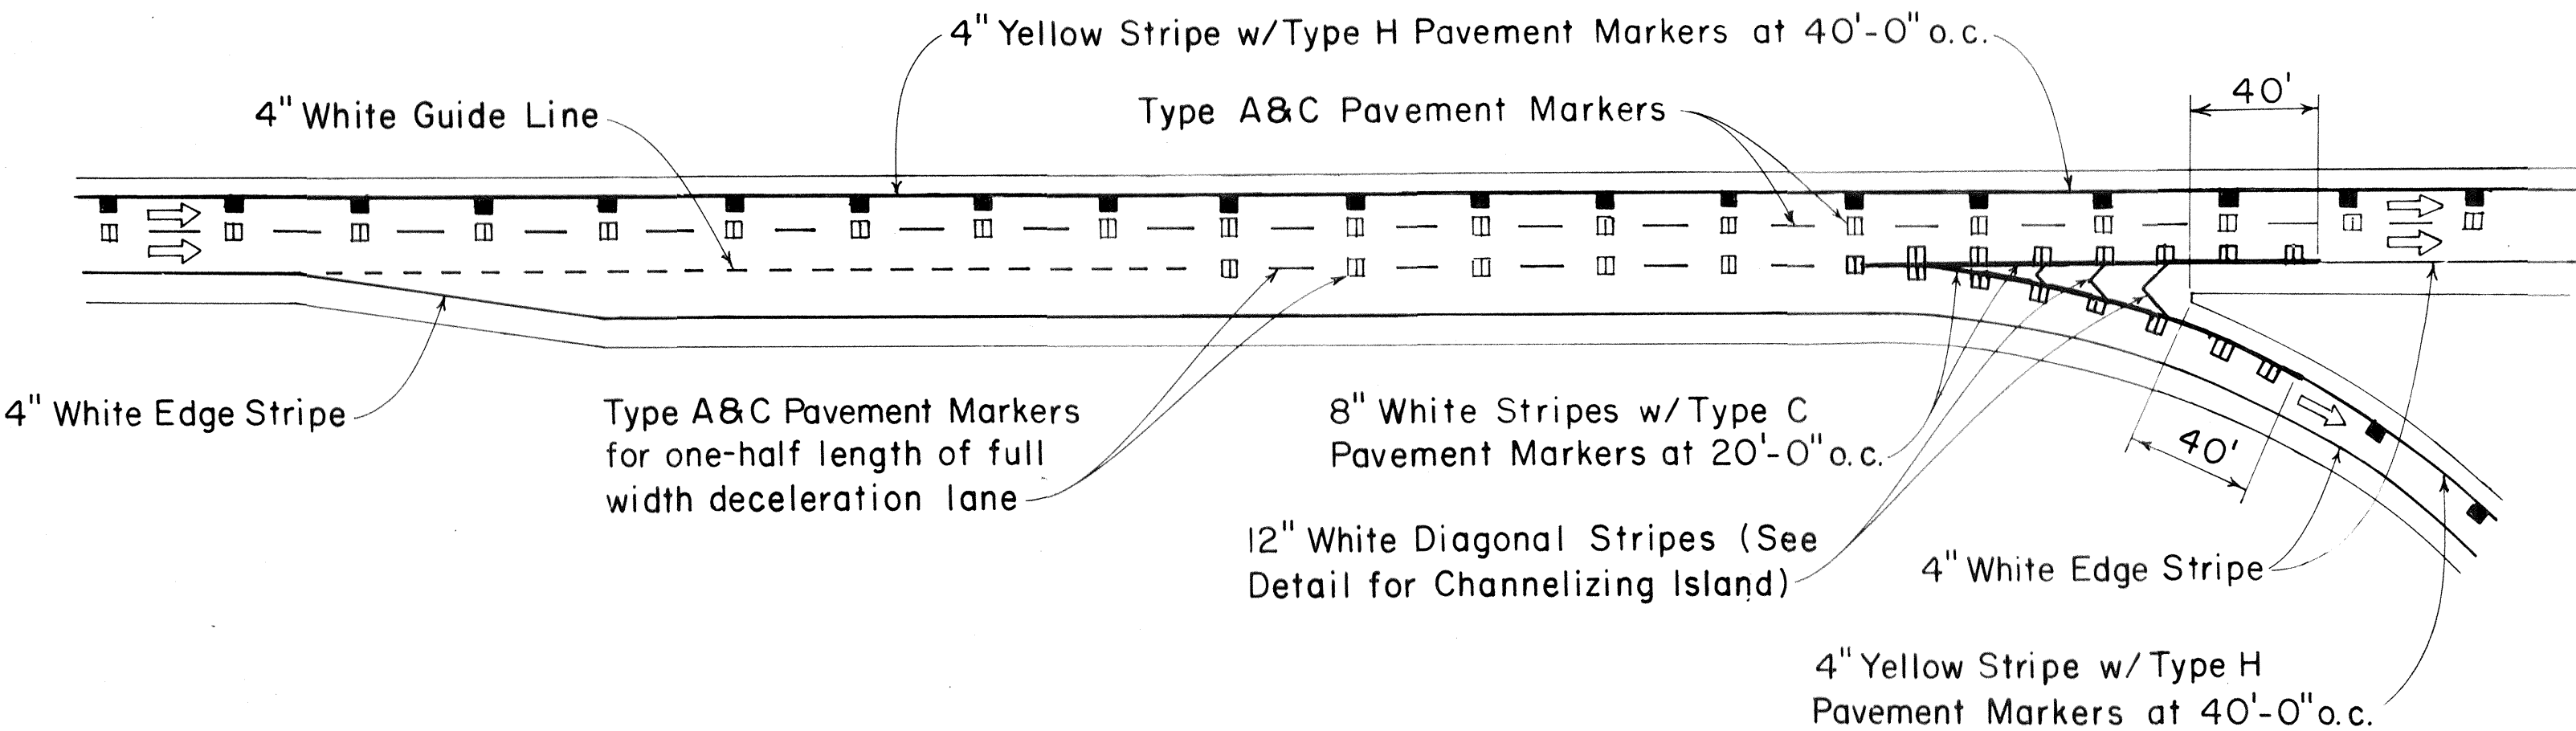 4" Yellow Stripe w/Type H Pavement Markers at 40'-0" o.c.
40'
Type A&C Pavement Markers
4" White Guide Line
4" White Edge Stripe
Type A&C Pavement Markers
for one-half length of full
width deceleration lane
8" White Stripes w/ Type C
Pavement Markers at 20'-0" o.c.
40'
12" White Diagonal Stripes (See
Detail for Channelizing Island)
4" White Edge Stripe
4" Yellow Stripe w/ Type H
Pavement Markers at 40'-0" o.c.